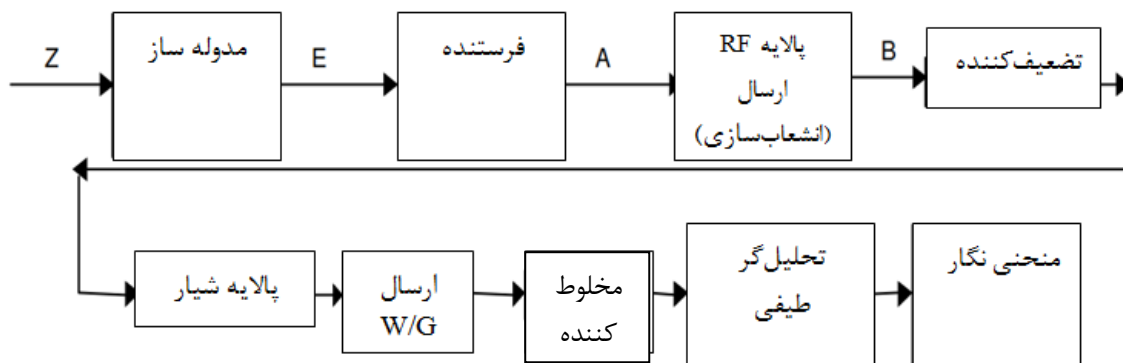 Z
مدوله ساز
E
فرستنده
A
پالایه RF
ارسال
(انشعاب‌سازی)
B
تضعیف‌کننده
پالایه شیار
ارسال
W/G
مخلوط
کننده
تحلیل‌گر
طیفی
منحنی نگار